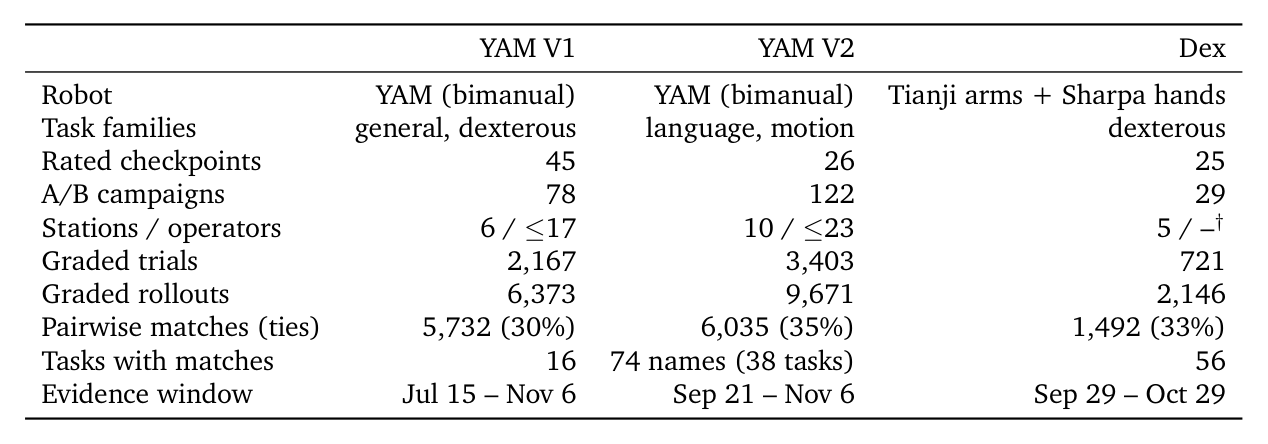 YAM V1 YAM V2 Dex
Robot YAM (bimanual) YAM (bimanual) Tianji arms + Sharpa hands
Task families general, dexterous language, motion dexterous
Rated checkpoints 45 26 25
A/B campaigns 78 122 29
Stations / operators 6 / ≤17 10 / ≤23 5 / –†
Graded trials 2,167 3,403 721
Graded rollouts 6,373 9,671 2,146
Pairwise matches (ties) 5,732 (30%) 6,035 (35%) 1,492 (33%)
Tasks with matches 16 74 names (38 tasks) 56
Evidence window Jul 15 – Nov 6 Sep 21 – Nov 6 Sep 29 – Oct 29